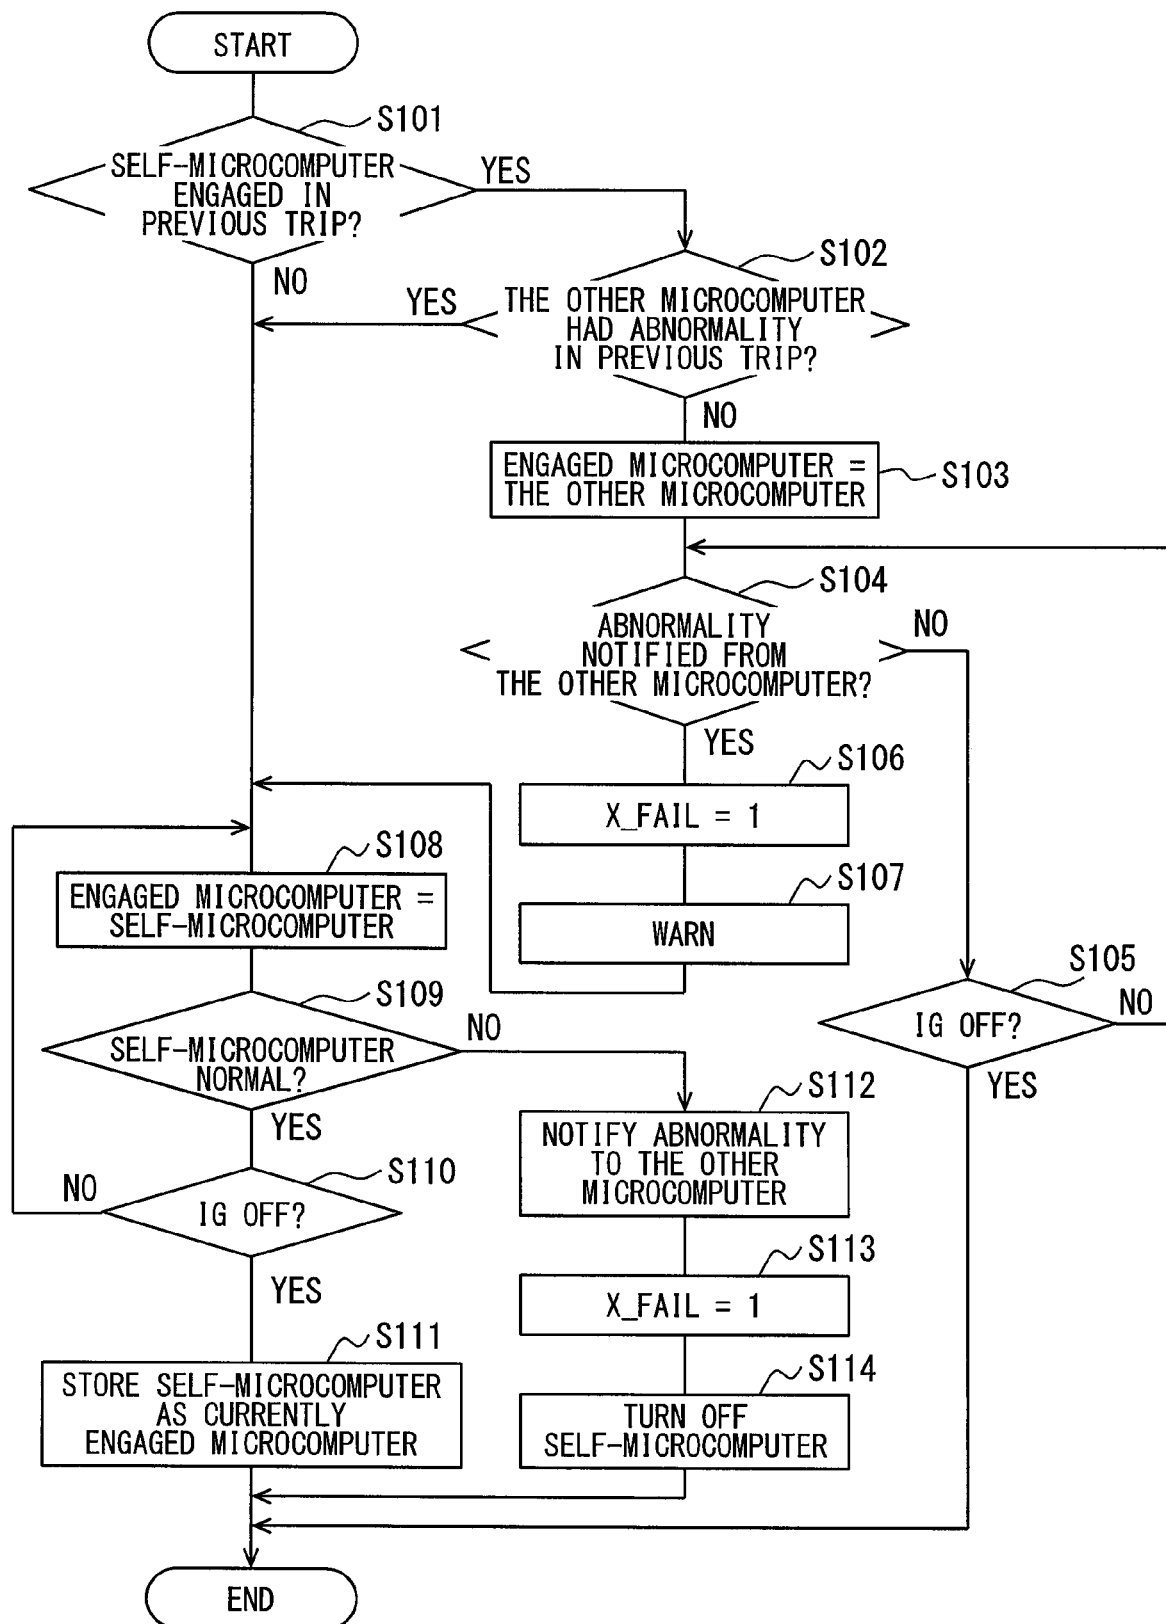 START
S101
SELF-MICROCOMPUTER
ENGAGED IN
PREVIOUS TRIP?
YES
NO
S102
YES
THE OTHER MICROCOMPUTER
HAD ABNORMALITY
IN PREVIOUS TRIP?
NO
ENGAGED MICROCOMPUTER =
THE OTHER MICROCOMPUTER
S103
S104
ABNORMALITY
NOTIFIED FROM
THE OTHER MICROCOMPUTER?
NO
YES
S106
X_FAIL = 1
S107
WARN
S105
IG OFF?
NO
YES
S108
ENGAGED MICROCOMPUTER =
SELF-MICROCOMPUTER
S109
SELF-MICROCOMPUTER
NORMAL?
NO
YES
S110
IG OFF?
NO
YES
S111
STORE SELF-MICROCOMPUTER
AS CURRENTLY
ENGAGED MICROCOMPUTER
S112
NOTIFY ABNORMALITY
TO THE OTHER
MICROCOMPUTER
S113
X_FAIL = 1
S114
TURN OFF
SELF-MICROCOMPUTER
END